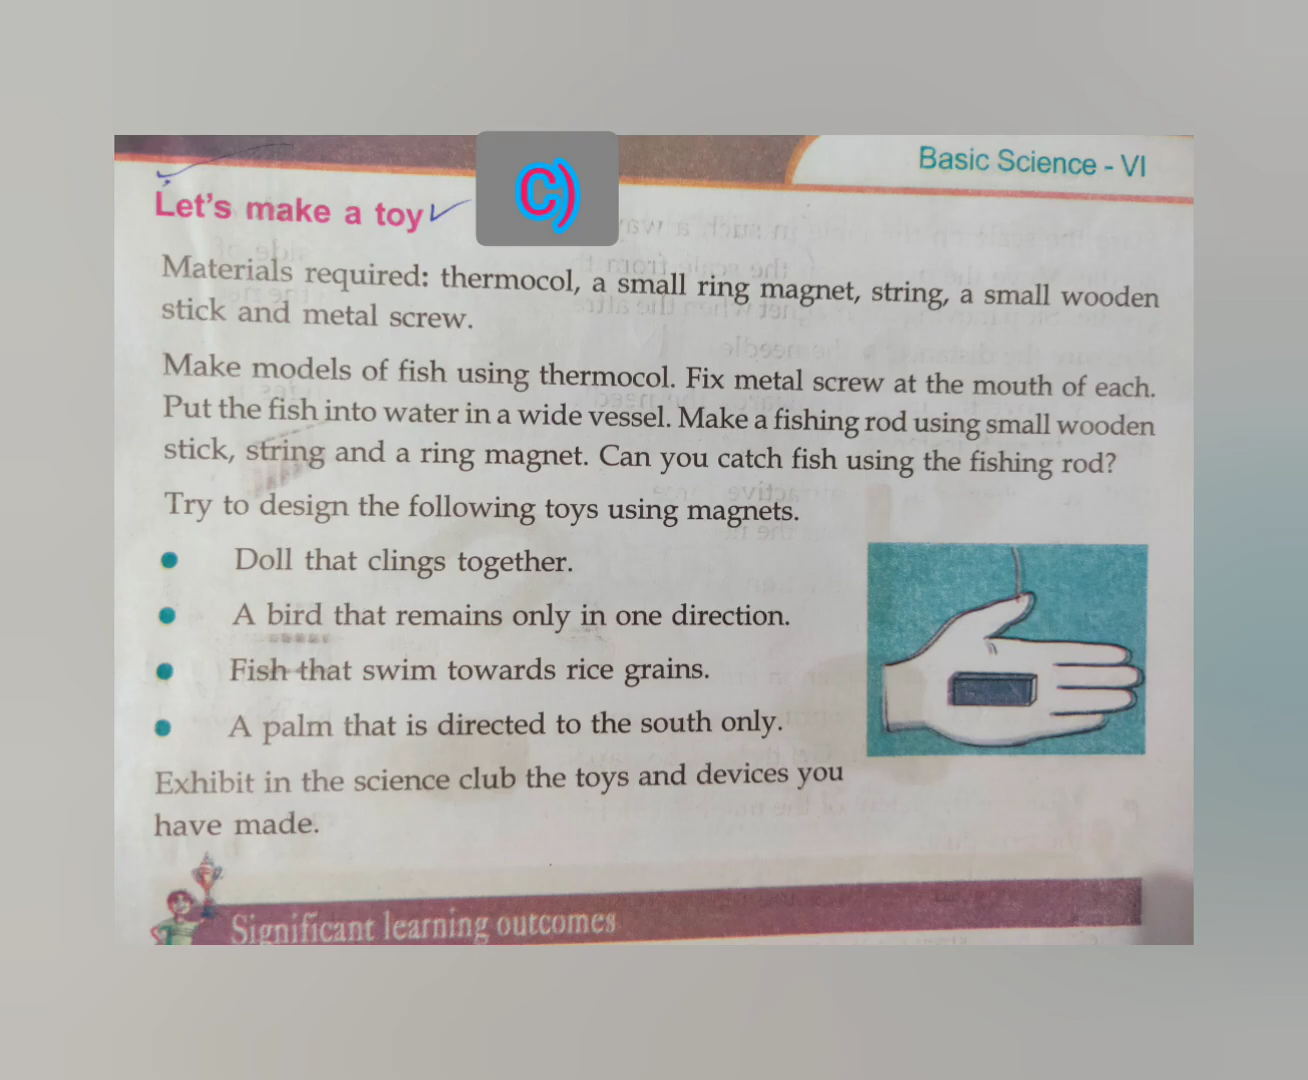 Basic Science - VI
C)
Let's make a toy
Materials required: thermocol, a small ring magnet, string, a small wooden
stick and metal screw.
Make models of fish using thermocol. Fix metal screw at the mouth of each.
Put the fish into water in a wide vessel. Make a fishing rod using small wooden
stick, string and a ring magnet. Can you catch fish using the fishing rod?
Try to design the following toys using magnets.
● Doll that clings together.
● A bird that remains only in one direction.
● Fish that swim towards rice grains.
● A palm that is directed to the south only.
Exhibit in the science club the toys and devices you
have made.
Significant learning outcomes